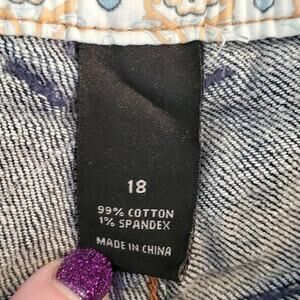 18
99% COTTON
1% SPANDEX
MADE IN CHINA